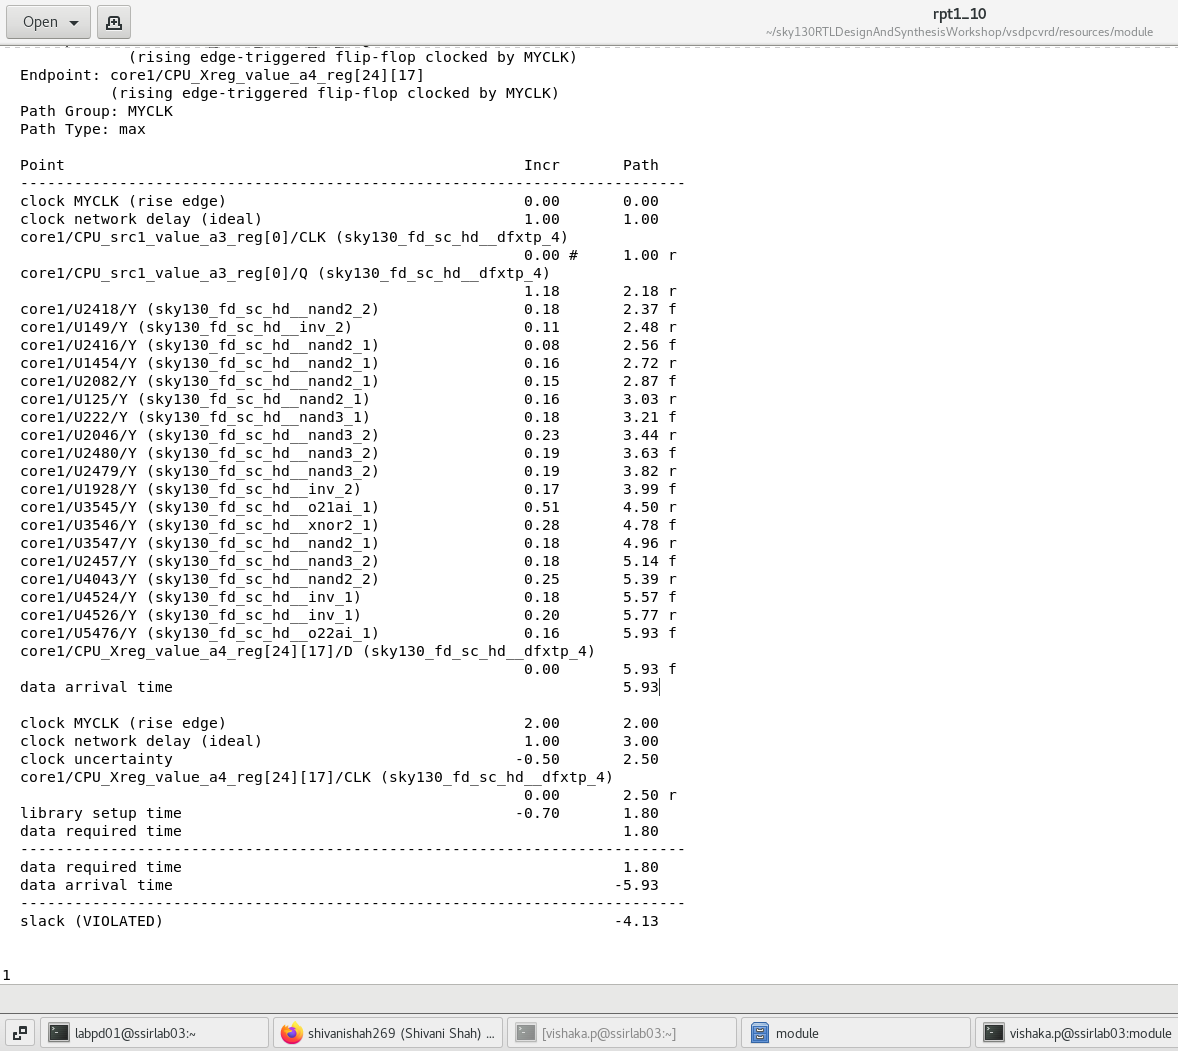 Open
rpt1_10
~/sky130RTLDesignAndSynthesisWorkshop/vsdpcvrd/resources/module
(rising edge-triggered flip-flop clocked by MYCLK)
Endpoint: core1/CPU_Xreg_value_a4_reg[24][17]
(rising edge-triggered flip-flop clocked by MYCLK)
Path Group: MYCLK
Path Type: max
Point Incr Path
---------------------------------------------------------------------------
clock MYCLK (rise edge) 0.00 0.00
clock network delay (ideal) 1.00 1.00
core1/CPU_src1_value_a3_reg[0]/CLK (sky130_fd_sc_hd__dfxtp_4)
0.00 # 1.00 r
core1/CPU_src1_value_a3_reg[0]/Q (sky130_fd_sc_hd__dfxtp_4)
1.18 2.18 r
core1/U2418/Y (sky130_fd_sc_hd__nand2_2) 0.18 2.37 f
core1/U149/Y (sky130_fd_sc_hd__inv_2) 0.11 2.48 r
core1/U2416/Y (sky130_fd_sc_hd__nand2_1) 0.08 2.56 f
core1/U1454/Y (sky130_fd_sc_hd__nand2_1) 0.16 2.72 r
core1/U2082/Y (sky130_fd_sc_hd__nand2_1) 0.15 2.87 f
core1/U125/Y (sky130_fd_sc_hd__nand2_1) 0.16 3.03 r
core1/U222/Y (sky130_fd_sc_hd__nand3_1) 0.18 3.21 f
core1/U2046/Y (sky130_fd_sc_hd__nand3_2) 0.23 3.44 r
core1/U2480/Y (sky130_fd_sc_hd__nand3_2) 0.19 3.63 f
core1/U2479/Y (sky130_fd_sc_hd__nand3_2) 0.19 3.82 r
core1/U1928/Y (sky130_fd_sc_hd__inv_2) 0.17 3.99 f
core1/U3545/Y (sky130_fd_sc_hd__o21ai_1) 0.51 4.50 r
core1/U3546/Y (sky130_fd_sc_hd__xnor2_1) 0.28 4.78 f
core1/U3547/Y (sky130_fd_sc_hd__nand2_1) 0.18 4.96 r
core1/U2457/Y (sky130_fd_sc_hd__nand3_2) 0.18 5.14 f
core1/U4043/Y (sky130_fd_sc_hd__nand2_2) 0.25 5.39 r
core1/U4524/Y (sky130_fd_sc_hd__inv_1) 0.18 5.57 f
core1/U4526/Y (sky130_fd_sc_hd__inv_1) 0.20 5.77 r
core1/U5476/Y (sky130_fd_sc_hd__o22ai_1) 0.16 5.93 f
core1/CPU_Xreg_value_a4_reg[24][17]/D (sky130_fd_sc_hd__dfxtp_4)
0.00 5.93 f
data arrival time 5.93
clock MYCLK (rise edge) 2.00 2.00
clock network delay (ideal) 1.00 3.00
clock uncertainty -0.50 2.50
core1/CPU_Xreg_value_a4_reg[24][17]/CLK (sky130_fd_sc_hd__dfxtp_4)
0.00 2.50 r
library setup time -0.70 1.80
data required time 1.80
---------------------------------------------------------------------------
data required time 1.80
data arrival time -5.93
---------------------------------------------------------------------------
slack (VIOLATED) -4.13
1
labpd01@ssirlab03:~
shivanishah269 (Shivani Shah) ...
[vishaka.p@ssirlab03:~]
module
vishaka.p@ssirlab03:module